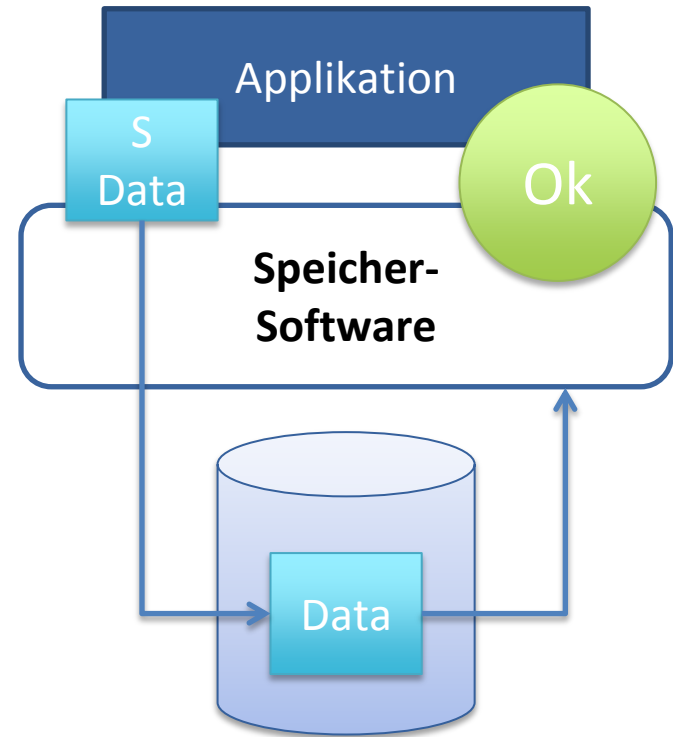 Applikation
S
Data
Ok
Speicher-
Software
Data